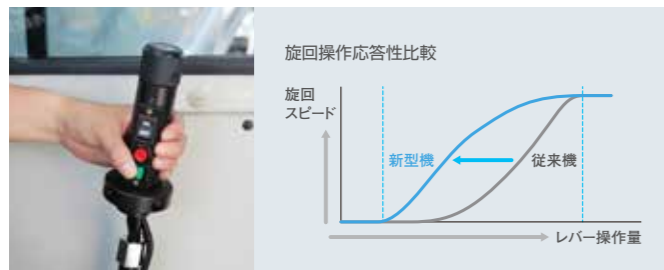 旋回操作応答性比較
旋回
スピード
新型機
従来機
レバー操作量